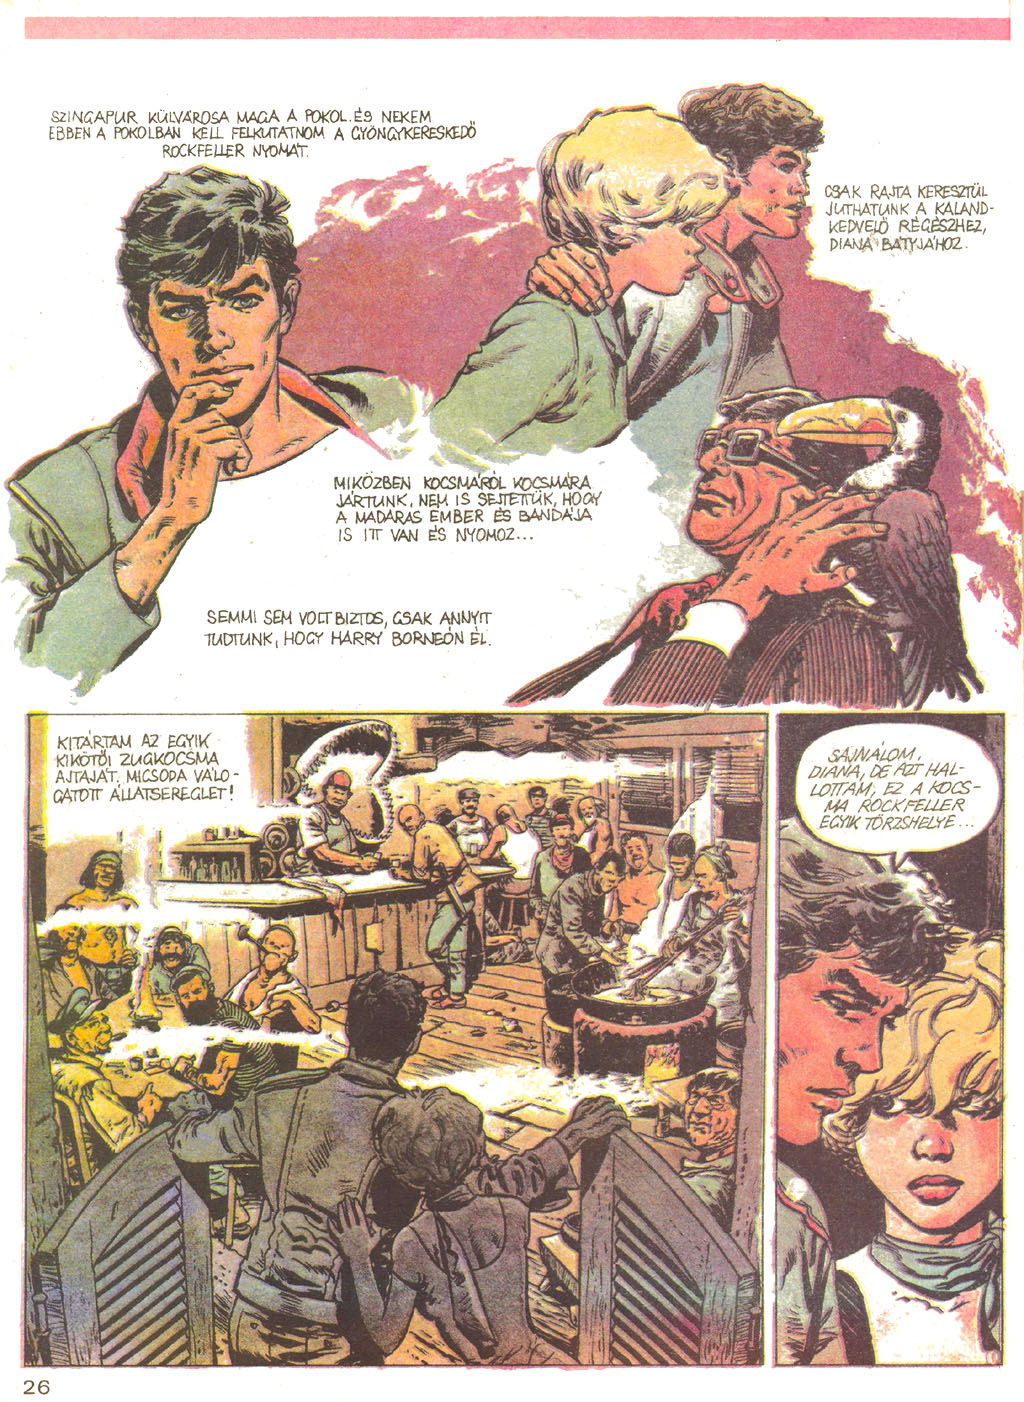 SZINGAPUR KÜLVÁROSA MAGA A POKOL. ÉS NEKEM
EBBEN A POKOLBAN KELL FELKUTATNOM A GYÖNGYKERESKEDŐ
ROCKFELLER NYOMÁT.
CSAK RAJTA KERESZTÜL
JUTHATUNK A KALAND-
KEDVELŐ RÉGÉSZHEZ,
DIANA BÁTYJÁHOZ.
MIKÖZBEN KOCSMÁRÓL KOCSMÁRA
JÁRTUNK, NEM IS SEJTETTÜK, HOGY
A MADARAS EMBER ÉS BANDÁJA
IS ITT VAN ÉS NYOMOZ...
SEMMI SEM VOLT BIZTOS, CSAK ANNYIT
TUDTUNK, HOGY HARRY BORNEÓN ÉL.
KITÁRTAM AZ EGYIK
KIKÖTŐI ZUGKOCSMA
AJTAJÁT. MICSODA VÁLO-
GATOTT ÁLLATSEREGLET!
SAJNÁLOM,
DIANA, DE AZT HAL-
LOTTAM, EZ A KOCS-
MA ROCKFELLER
EGYIK TÖRZSHELYE...
26